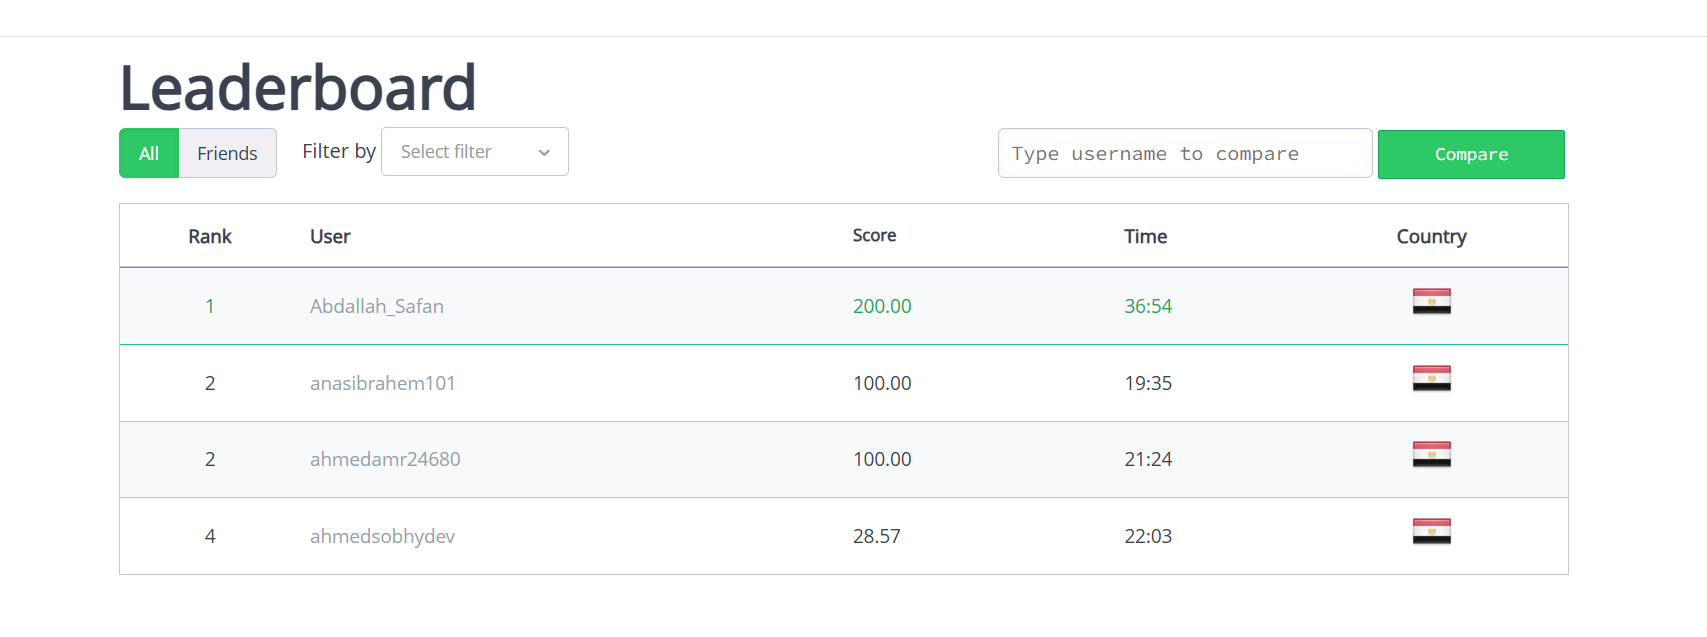 Leaderboard
All Friends Filter by Select filter Type username to compare Compare
Rank User Score Time Country
1 Abdallah_Safan 200.00 36:54
2 anasibrahem101 100.00 19:35
2 ahmedamr24680 100.00 21:24
4 ahmedsobhydev 28.57 22:03